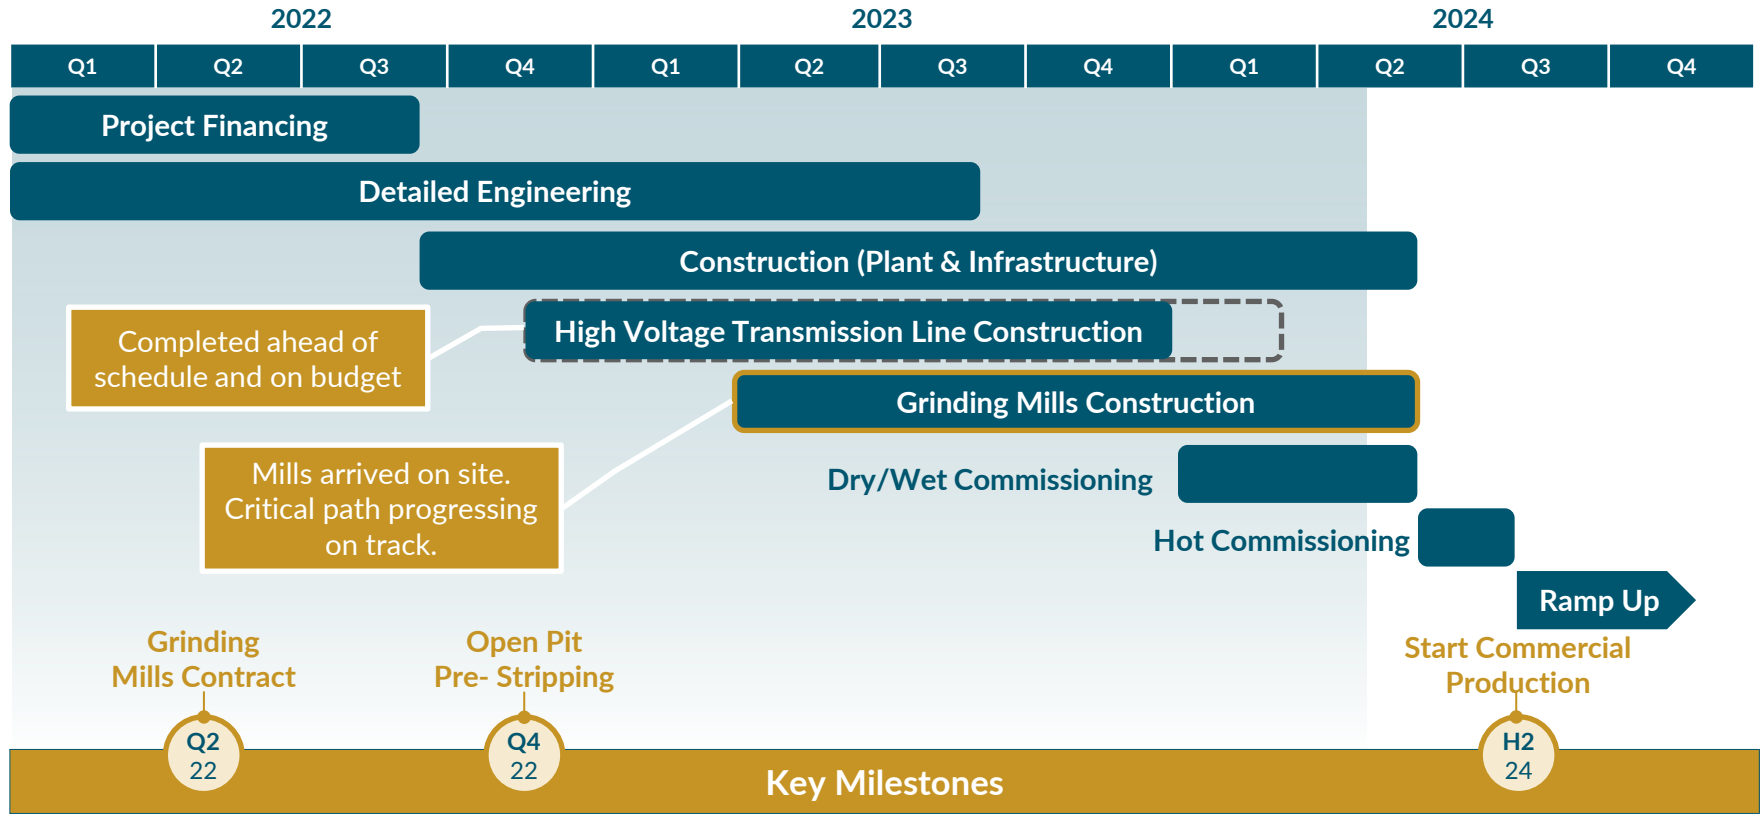 2022
2023
2024
Q1
Q2
Q3
Q4
Q1
Q2
Q3
Q4
Q1
Q2
Q3
Q4
Project Financing
Detailed Engineering
Construction (Plant & Infrastructure)
High Voltage Transmission Line Construction
Completed ahead of
schedule and on budget
Grinding Mills Construction
Mills arrived on site.
Critical path progressing
on track.
Dry/Wet Commissioning
Hot Commissioning
Ramp Up
Grinding
Mills Contract
Open Pit
Pre- Stripping
Start Commercial
Production
Q2
22
Q4
22
H2
24
Key Milestones